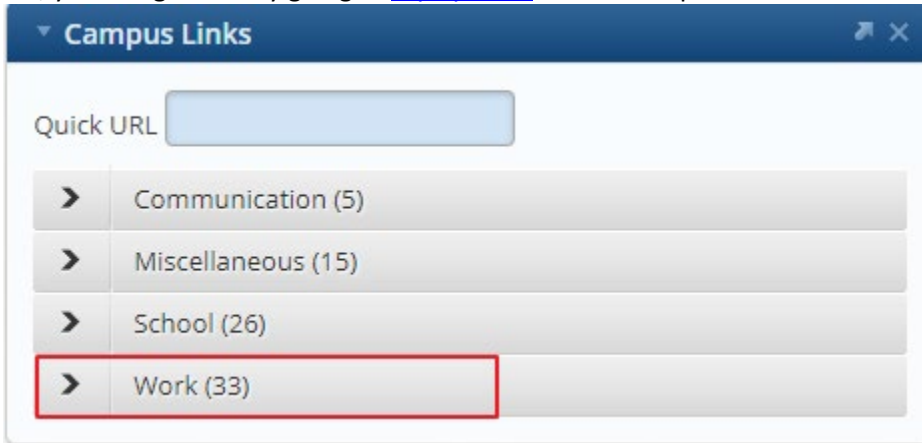 Campus Links
Quick URL
Communication (5)
Miscellaneous (15)
School (26)
Work (33)